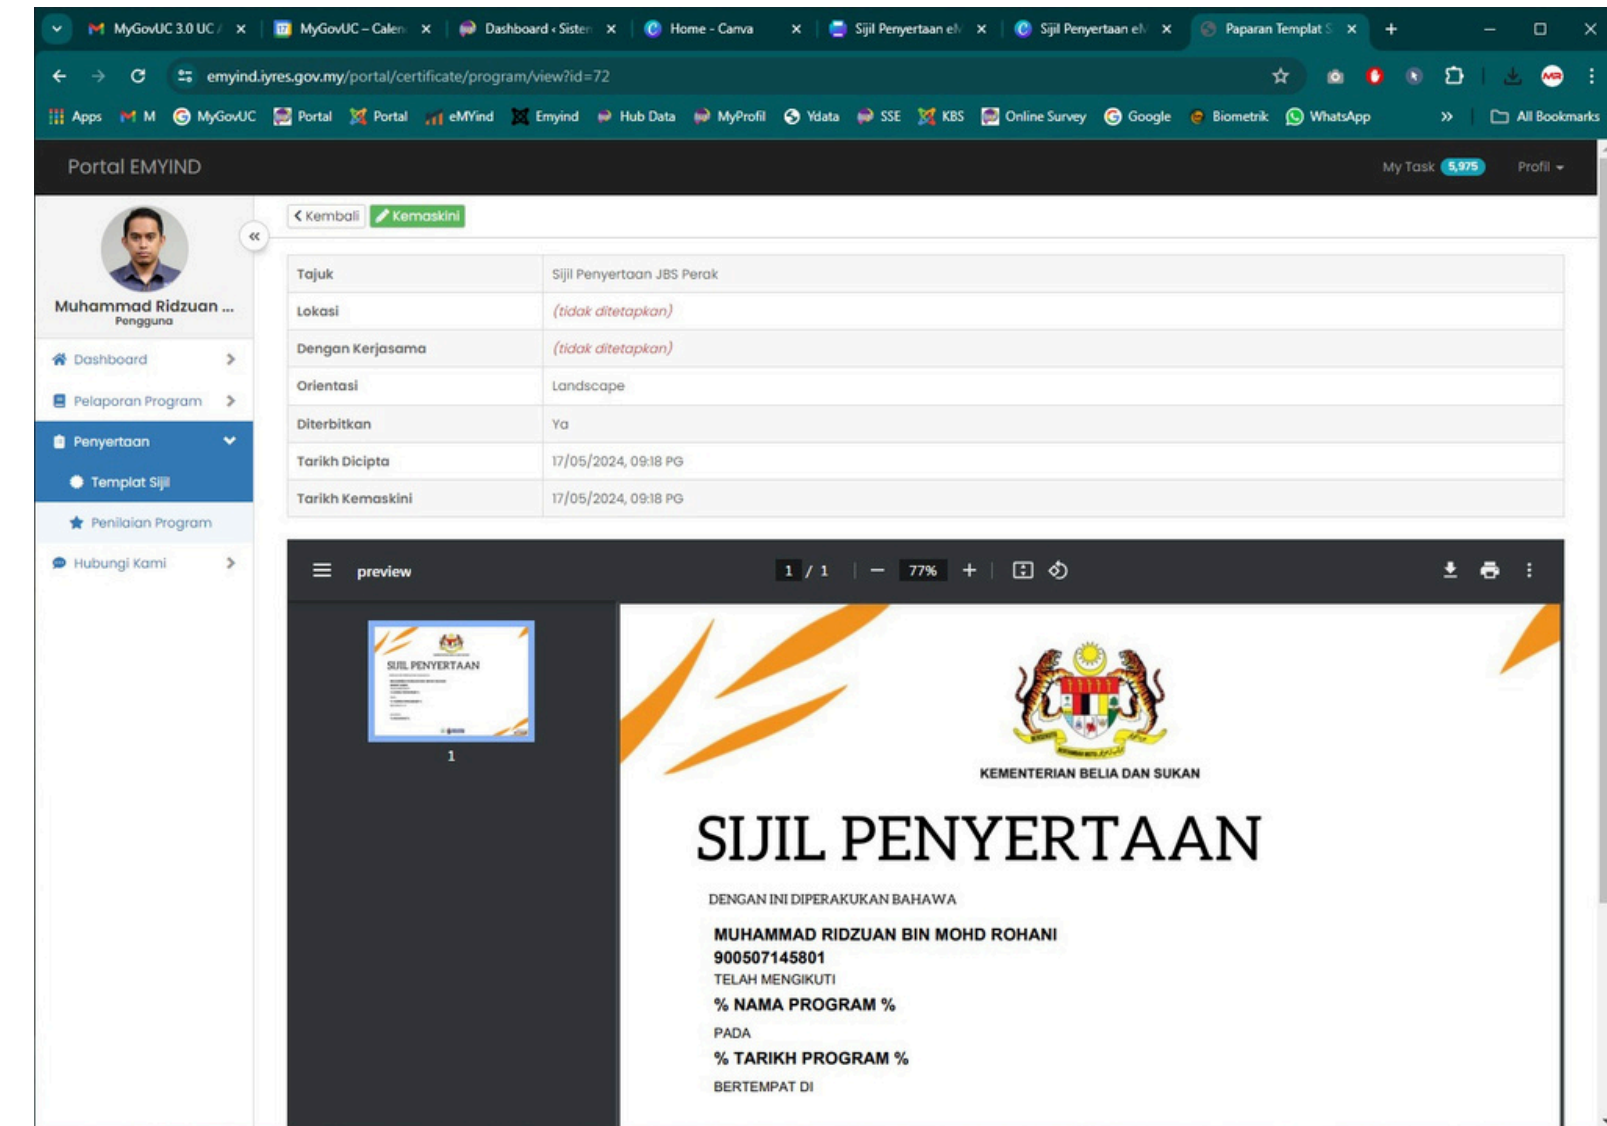 MyGovUC 3.0 UC /
MyGovUC – Calen
Dashboard ‹ Sister
Home - Canva
Sijil Penyertaan eM
Sijil Penyertaan eM
Paparan Templat S
emyind.iyres.gov.my/portal/certificate/program/view?id=72
Apps M MyGovUC Portal Portal eMYind Emyind Hub Data MyProfil Ydata SSE KBS Online Survey Google Biometrik WhatsApp » All Bookmarks
Portal EMYIND
My Task 5,975 Profil
Muhammad Ridzuan ...
Pengguna
Dashboard
Pelaporan Program
Penyertaan
Templat Sijil
Penilaian Program
Hubungi Kami
Kembali Kemaskini
Tajuk Sijil Penyertaan JBS Perak
Lokasi (tidak ditetapkan)
Dengan Kerjasama (tidak ditetapkan)
Orientasi Landscape
Diterbitkan Ya
Tarikh Dicipta 17/05/2024, 09:18 PG
Tarikh Kemaskini 17/05/2024, 09:18 PG
preview 1 / 1 77%
SIJIL PENYERTAAN
1
KEMENTERIAN BELIA DAN SUKAN
SIJIL PENYERTAAN
DENGAN INI DIPERAKUKAN BAHAWA
MUHAMMAD RIDZUAN BIN MOHD ROHANI
900507145801
TELAH MENGIKUTI
% NAMA PROGRAM %
PADA
% TARIKH PROGRAM %
BERTEMPAT DI